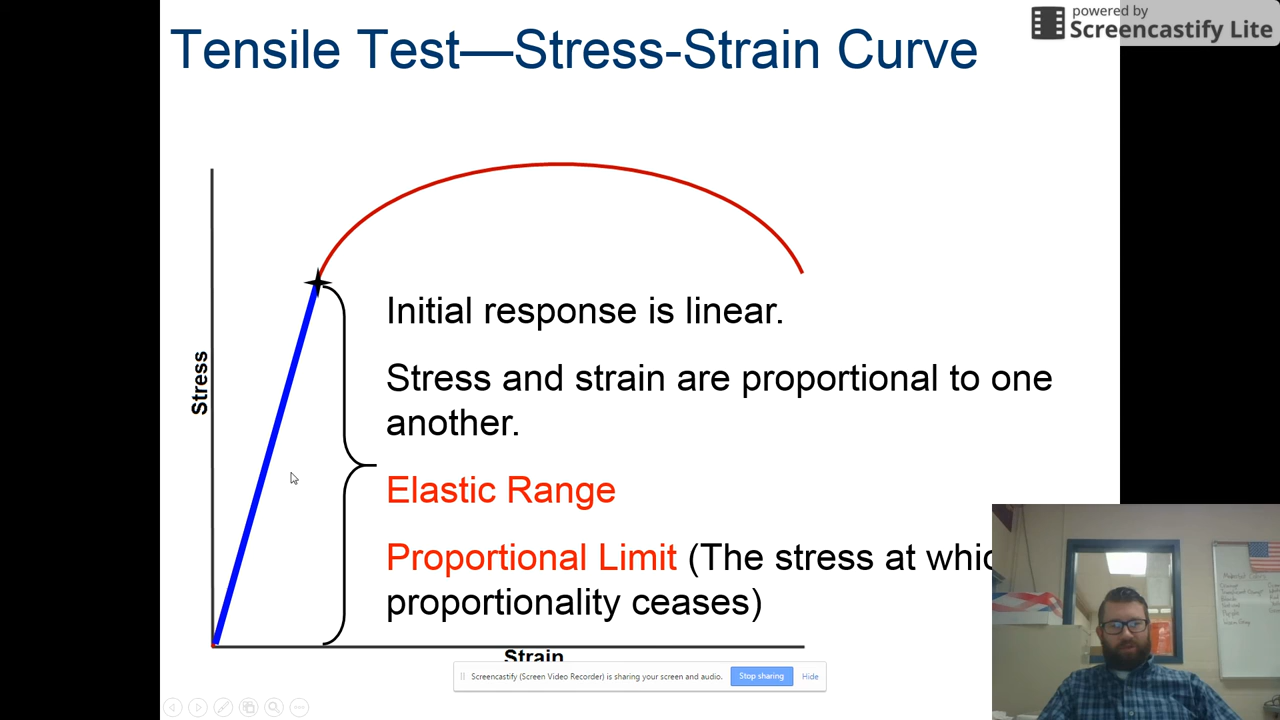 powered by
Screencastify Lite
Tensile Test—Stress-Strain Curve
Stress
Initial response is linear.
Stress and strain are proportional to one
another.
Elastic Range
Proportional Limit (The stress at whic
proportionality ceases)
Strain
Screencastify (Screen Video Recorder) is sharing your screen and audio.
Stop sharing
Hide